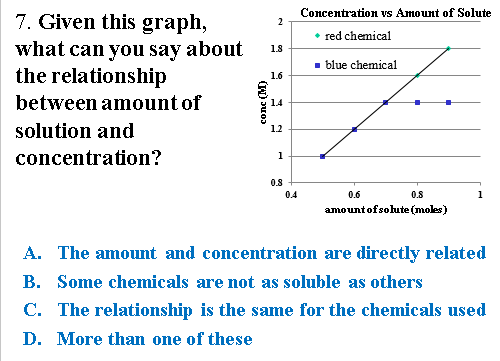 7. Given this graph,
what can you say about
the relationship
between amount of
solution and
concentration?
Concentration vs Amount of Solute
red chemical
blue chemical
conc (M)
2
1.8
1.6
1.4
1.2
1
0.8
0.4 0.6 0.8 1
amount of solute (moles)
A. The amount and concentration are directly related
B. Some chemicals are not as soluble as others
C. The relationship is the same for the chemicals used
D. More than one of these